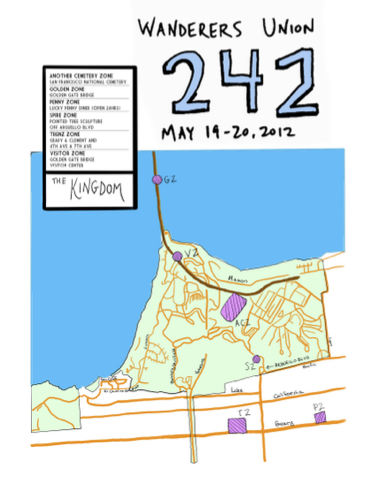 WANDERERS UNION
242
MAY 19-20, 2012
ANOTHER CEMETERY ZONE
SAN FRANCISCO NATIONAL CEMETERY
GOLDEN ZONE
GOLDEN GATE BRIDGE
PENNY ZONE
LUCKY PENNY DINER (OPEN 24HRS)
SPIRE ZONE
POINTED TREE SCULPTURE
OFF ARGUELLO BLVD
TEENZ ZONE
GEARY & CLEMENT AND
6TH AVE & 7TH AVE
VISITOR ZONE
GOLDEN GATE BRIDGE
VISITOR CENTER
THE KINGDOM
GZ
VZ
Mason
ACZ
SZ
ARGUELLO BLVD
Lake
California
TZ
PZ
Geary